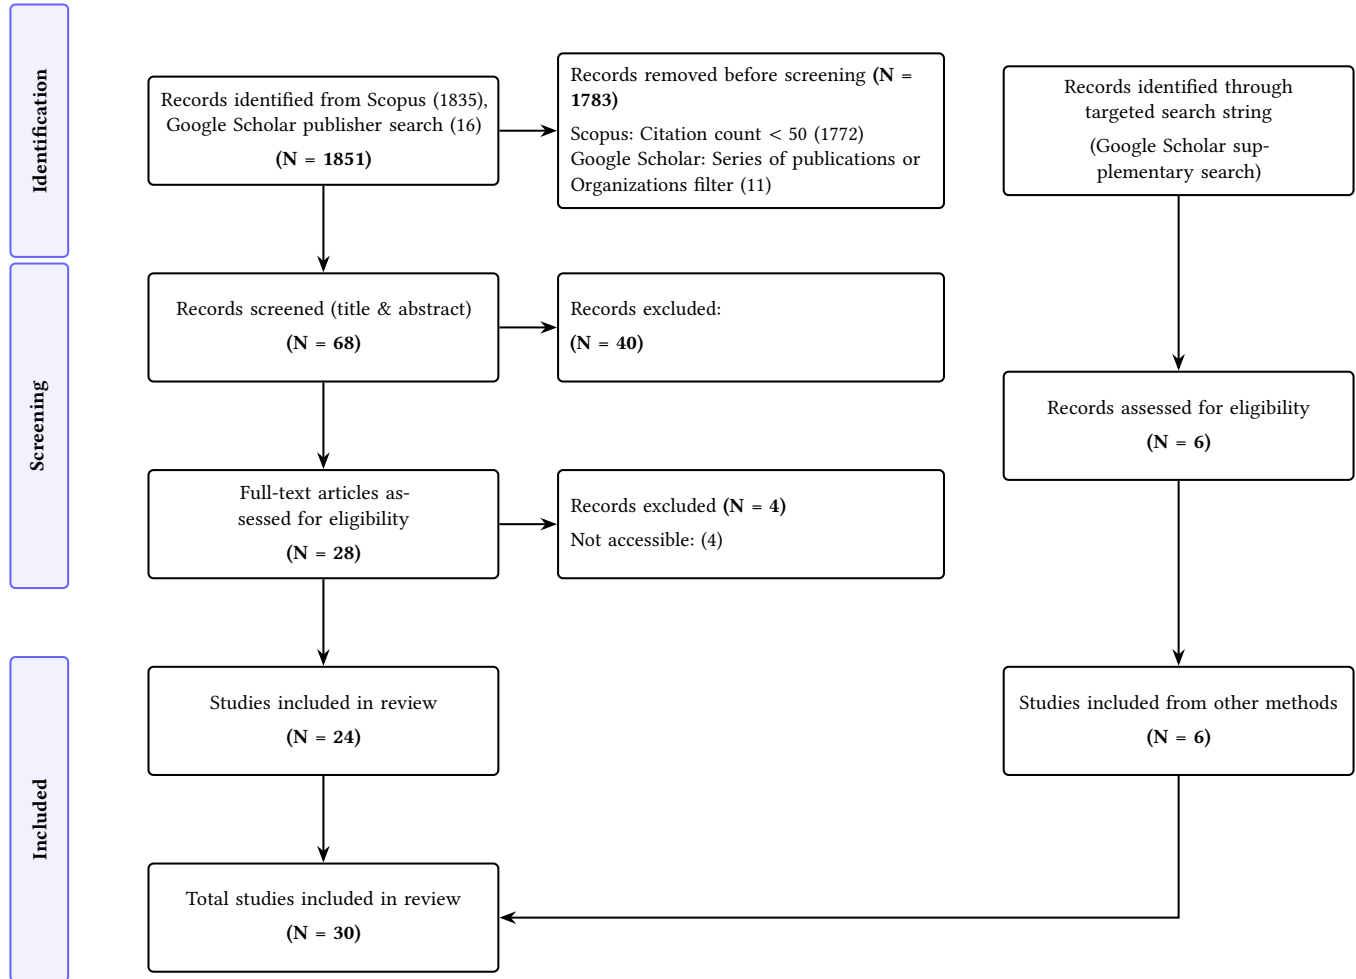 Identification
Records identified from Scopus (1835),
Google Scholar publisher search (16)
(N = 1851)
Records removed before screening (N =
1783)
Scopus: Citation count < 50 (1772)
Google Scholar: Series of publications or
Organizations filter (11)
Records identified through
targeted search string
(Google Scholar sup-
plementary search)
Screening
Records screened (title & abstract)
(N = 68)
Records excluded:
(N = 40)
Records assessed for eligibility
(N = 6)
Full-text articles as-
sessed for eligibility
(N = 28)
Records excluded (N = 4)
Not accessible: (4)
Included
Studies included in review
(N = 24)
Studies included from other methods
(N = 6)
Total studies included in review
(N = 30)